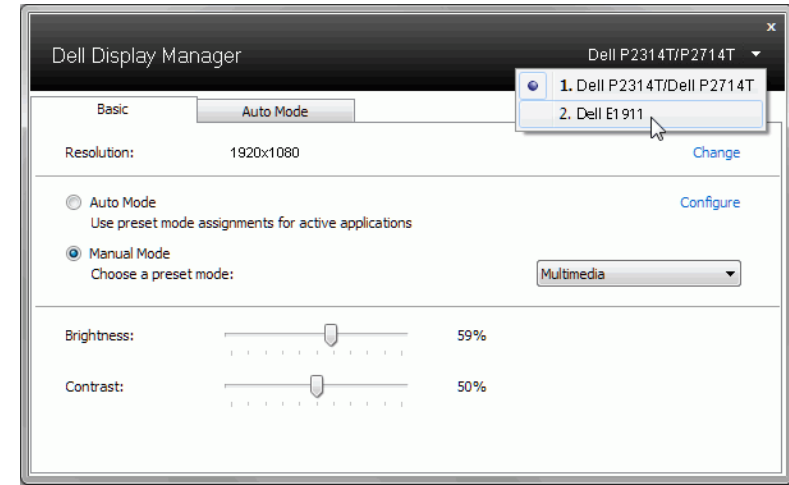 x
Dell Display Manager
Dell P2314T/P2714T
1. Dell P2314T/Dell P2714T
2. Dell E1911
Basic
Auto Mode
Resolution:
1920x1080
Change
Auto Mode
Configure
Use preset mode assignments for active applications
Manual Mode
Choose a preset mode:
Multimedia
Brightness:
59%
Contrast:
50%